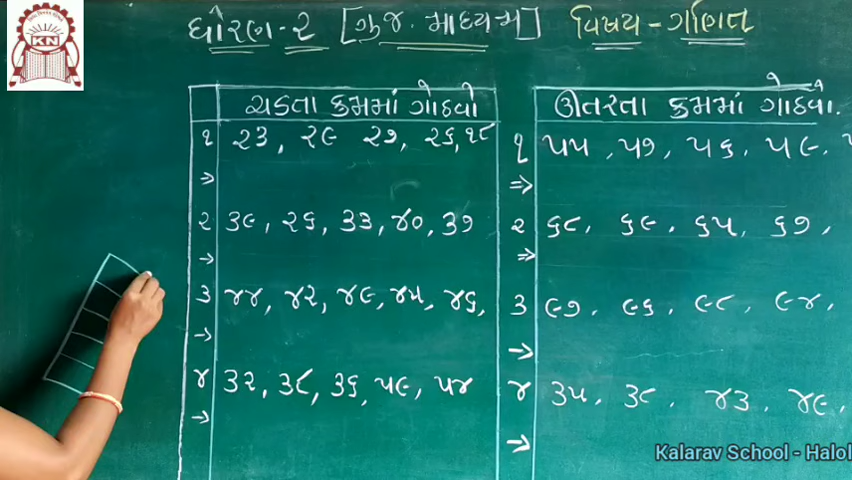 ધોરણ-૨ [ગુજ. માધ્યમ] વિષય - ગણિત
KN
ચડતા ક્રમમાં ગોઠવો
૧ ૨૩, ૨૯ ૨૭, ૨૬, ૧૮
⇒
૨ ૩૯, ૨૬, ૩૩, ૪૦, ૩૭
→
૩ ૪૪, ૪૨, ૪૯, ૪૫, ૪૬,
→
૪ ૩૨, ૩૮, ૩૬, ૫૯, ૫૪
→
ઊતરતા ક્રમમાં ગોઠવો.
૧ ૫૫, ૫૭, ૫૬, ૫૯,
⇒
૨ ૬૮, ૬૯, ૬૫, ૬૭,
⇒
૩ ૯૭, ૯૬, ૯૮, ૯૪,
→
૪ ૩૫, ૩૯, ૪૩, ૪૯,
→
Kalarav School - Halol